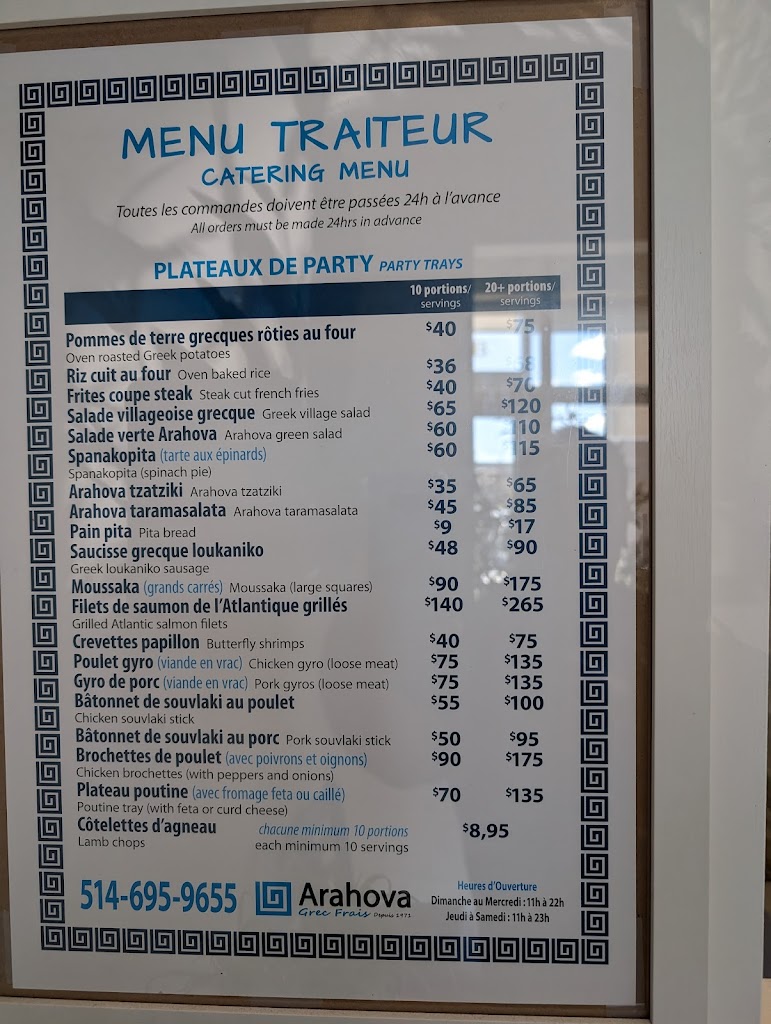 MENU TRAITEUR
CATERING MENU
Toutes les commandes doivent être passées 24h à l'avance
All orders must be made 24hrs in advance
PLATEAUX DE PARTY PARTY TRAYS
10 portions/ servings 20+ portions/ servings
Pommes de terre grecques rôties au four $40 $75
Oven roasted Greek potatoes
Riz cuit au four Oven baked rice $36
Frites coupe steak Steak cut french fries $40 $70
Salade villageoise grecque Greek village salad $65 $120
Salade verte Arahova Arahova green salad $60 110
Spanakopita (tarte aux épinards) $60 115
Spanakopita (spinach pie)
Arahova tzatziki Arahova tzatziki $35 $65
Arahova taramasalata Arahova taramasalata $45 $85
Pain pita Pita bread $9 $17
Saucisse grecque loukaniko $48 $90
Greek loukaniko sausage
Moussaka (grands carrés) Moussaka (large squares) $90 $175
Filets de saumon de l'Atlantique grillés $140 $265
Grilled Atlantic salmon filets
Crevettes papillon Butterfly shrimps $40 $75
Poulet gyro (viande en vrac) Chicken gyro (loose meat) $75 $135
Gyro de porc (viande en vrac) Pork gyros (loose meat) $75 $135
Bâtonnet de souvlaki au poulet $55 $100
Chicken souvlaki stick
Bâtonnet de souvlaki au porc Pork souvlaki stick $50 $95
Brochettes de poulet (avec poivrons et oignons) $90 $175
Chicken brochettes (with peppers and onions)
Plateau poutine (avec fromage feta ou caillé) $70 $135
Poutine tray (with feta or curd cheese)
Côtelettes d'agneau chacune minimum 10 portions $8,95
Lamb chops each minimum 10 servings
514-695-9655 Arahova
Grec Frais Depuis 1971
Heures d'Ouverture
Dimanche au Mercredi : 11h à 22h
Jeudi à Samedi : 11h à 23h